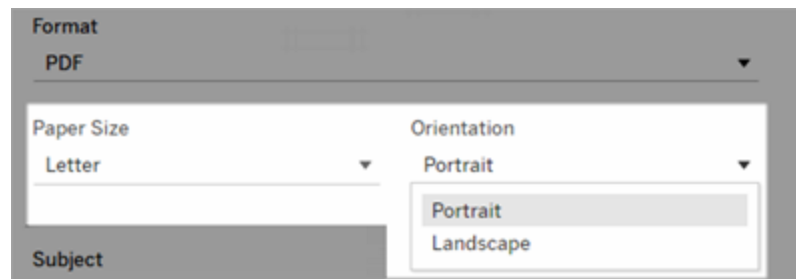 Format
PDF
Paper Size
Orientation
Letter
Portrait
Portrait
Landscape
Subject